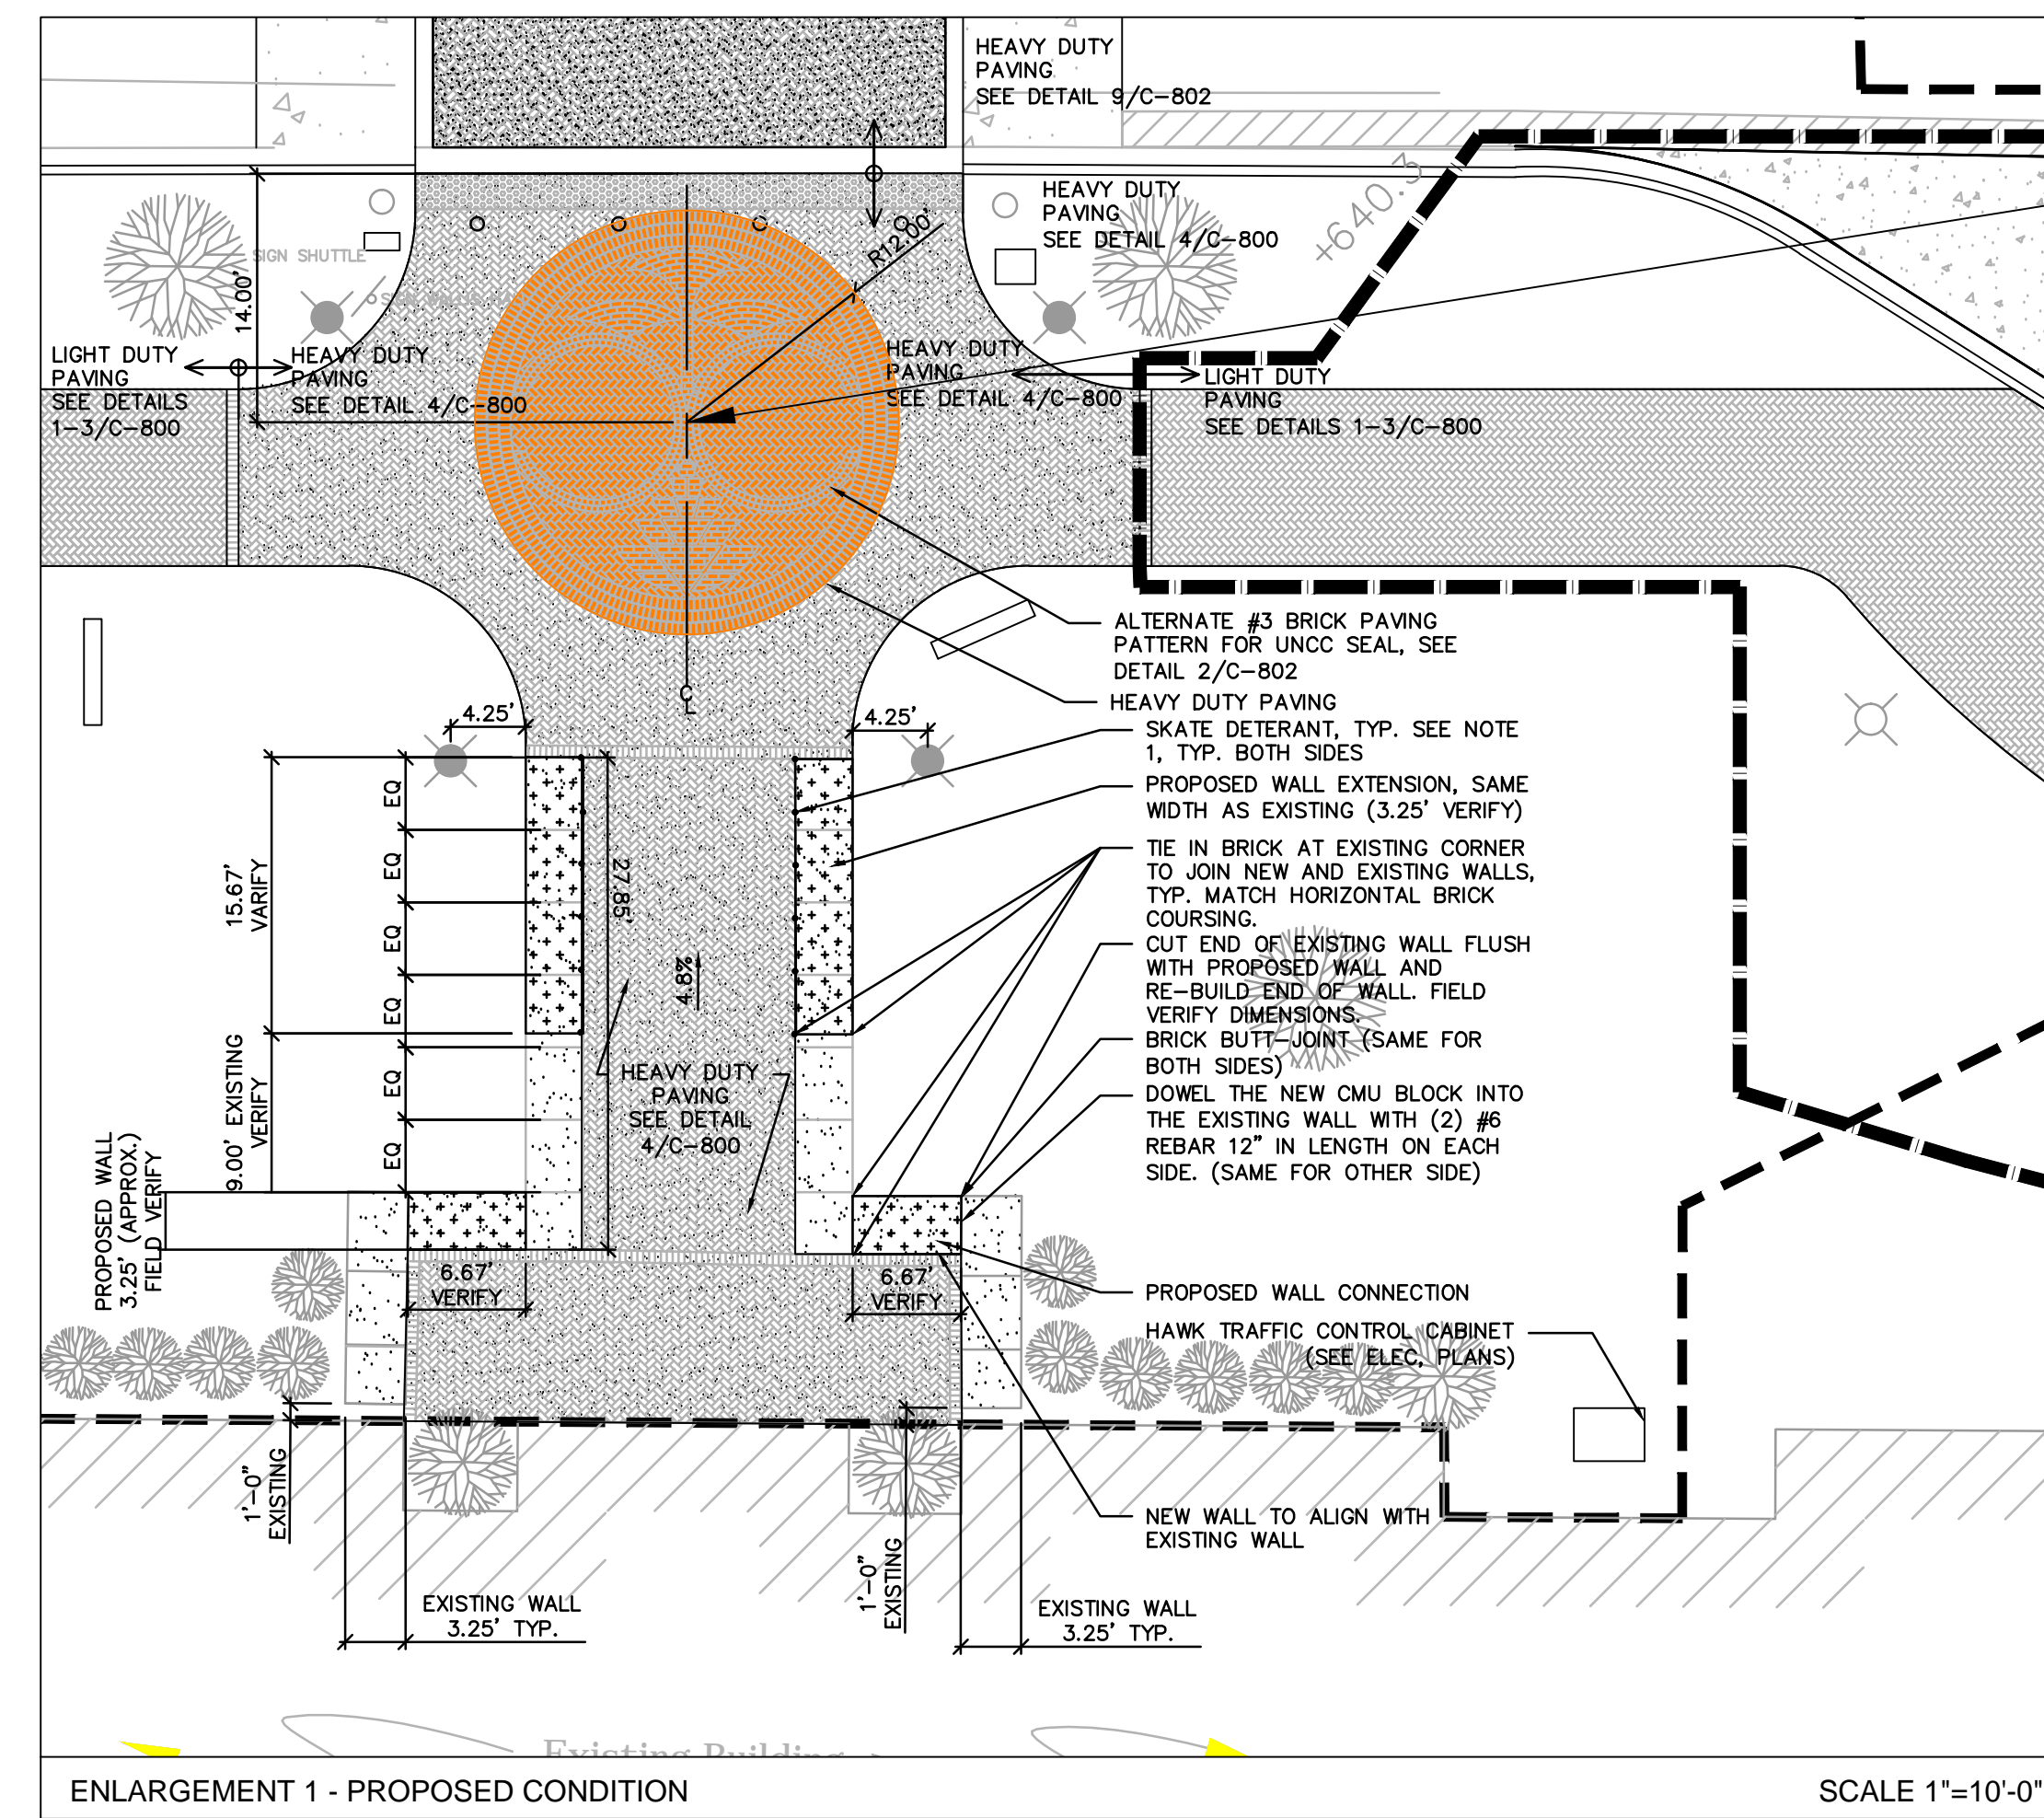 HEAVY DUTY
PAVING
SEE DETAIL 9/C-802
HEAVY DUTY
PAVING
SEE DETAIL 4/C-800
+640.3
SIGN SHUTTLE
14.00'
R12.00'
LIGHT DUTY
PAVING
SEE DETAILS
1-3/C-800
HEAVY DUTY
PAVING
SEE DETAIL 4/C-800
HEAVY DUTY
PAVING
SEE DETAIL 4/C-800
LIGHT DUTY
PAVING
SEE DETAILS 1-3/C-800
ALTERNATE #3 BRICK PAVING
PATTERN FOR UNCC SEAL, SEE
DETAIL 2/C-802
HEAVY DUTY PAVING
SKATE DETERANT, TYP. SEE NOTE
1, TYP. BOTH SIDES
PROPOSED WALL EXTENSION, SAME
WIDTH AS EXISTING (3.25' VERIFY)
TIE IN BRICK AT EXISTING CORNER
TO JOIN NEW AND EXISTING WALLS,
TYP. MATCH HORIZONTAL BRICK
COURSING.
CUT END OF EXISTING WALL FLUSH
WITH PROPOSED WALL AND
RE-BUILD END OF WALL. FIELD
VERIFY DIMENSIONS.
BRICK BUTT-JOINT (SAME FOR
BOTH SIDES)
DOWEL THE NEW CMU BLOCK INTO
THE EXISTING WALL WITH (2) #6
REBAR 12" IN LENGTH ON EACH
SIDE. (SAME FOR OTHER SIDE)
PROPOSED WALL CONNECTION
HAWK TRAFFIC CONTROL CABINET
(SEE ELEC, PLANS)
NEW WALL TO ALIGN WITH
EXISTING WALL
CL
4.25'
4.25'
EQ
EQ
EQ
EQ
EQ
EQ
15.67'
VARIFY
27.85'
4.8%
9.00' EXISTING
VERIFY
HEAVY DUTY
PAVING
SEE DETAIL
4/C-800
PROPOSED WALL
3.25' (APPROX.)
FIELD VERIFY
6.67'
VERIFY
6.67'
VERIFY
1'-0"
EXISTING
1'-0"
EXISTING
EXISTING WALL
3.25' TYP.
EXISTING WALL
3.25' TYP.
Existing Building
ENLARGEMENT 1 - PROPOSED CONDITION
SCALE 1"=10'-0"